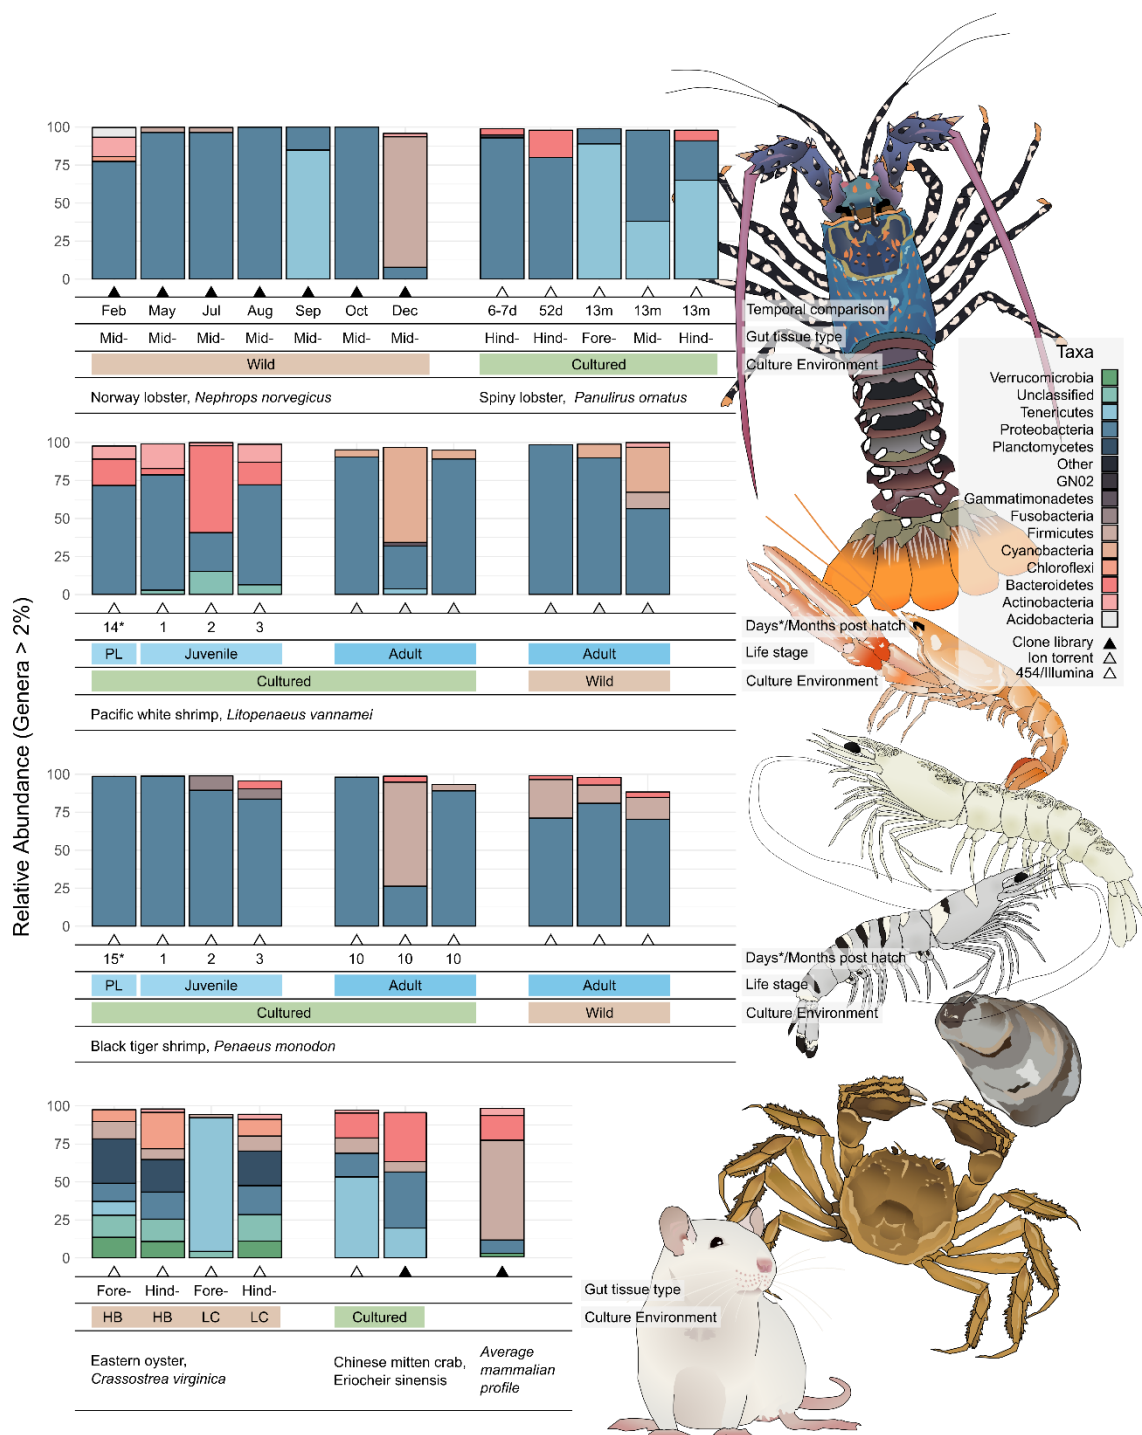 Relative Abundance (Genera > 2%)
100
75
50
25
0
Feb May Jul Aug Sep Oct Dec 6-7d 52d 13m 13m 13m Temporal comparison
Mid- Mid- Mid- Mid- Mid- Mid- Mid- Hind- Hind- Fore- Mid- Hind- Gut tissue type
Wild Cultured Culture Environment
Norway lobster, Nephrops norvegicus Spiny lobster, Panulirus ornatus
Taxa
Verrucomicrobia
Unclassified
Tenericutes
Proteobacteria
Planctomycetes
Other
GN02
Gammatimonadetes
Fusobacteria
Firmicutes
Cyanobacteria
Chloroflexi
Bacteroidetes
Actinobacteria
Acidobacteria
Clone library
Ion torrent
454/Illumina
100
75
50
25
0
14* 1 2 3 Days*/Months post hatch
PL Juvenile Adult Adult Life stage
Cultured Wild Culture Environment
Pacific white shrimp, Litopenaeus vannamei
100
75
50
25
0
15* 1 2 3 10 10 10 Days*/Months post hatch
PL Juvenile Adult Adult Life stage
Cultured Wild Culture Environment
Black tiger shrimp, Penaeus monodon
100
75
50
25
0
Fore- Hind- Fore- Hind- Gut tissue type
HB HB LC LC Cultured Culture Environment
Eastern oyster,
Crassostrea virginica
Chinese mitten crab,
Eriocheir sinensis
Average
mammalian
profile